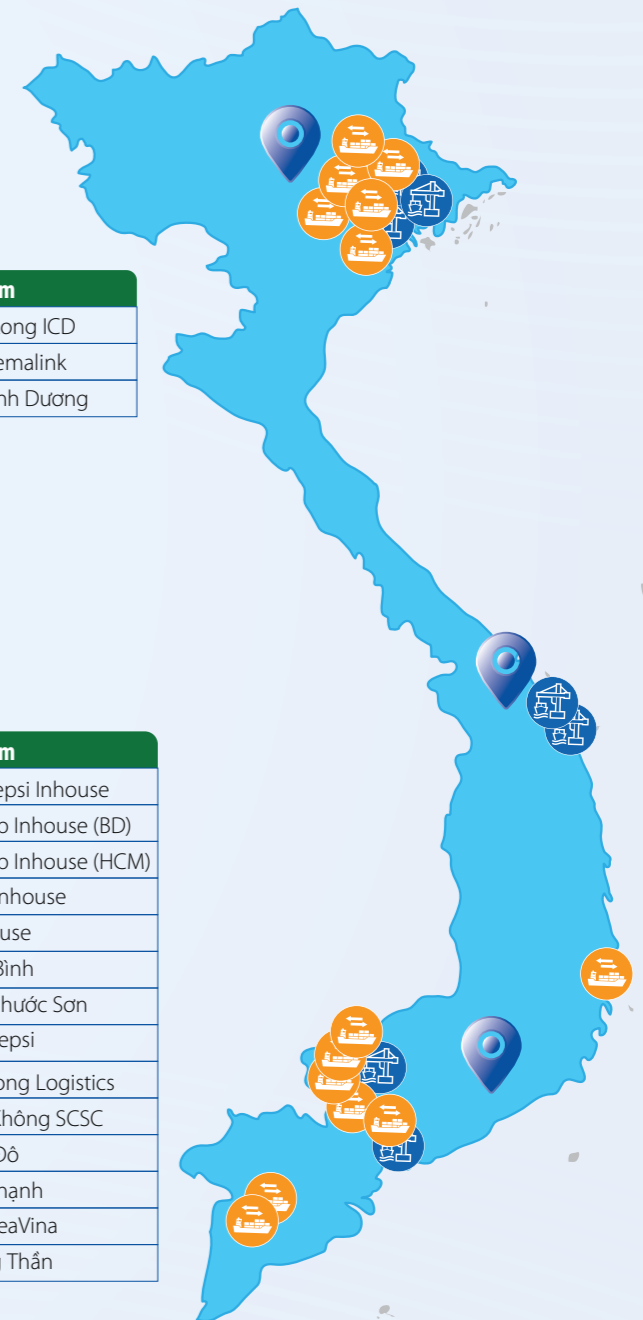 m
ong ICD
emalink
nh Dương
m
epsi Inhouse
o Inhouse (BD)
o Inhouse (HCM)
nhouse
use
Bình
hước Sơn
epsi
ong Logistics
Không SCSC
Đô
hạnh
eaVina
g Thần